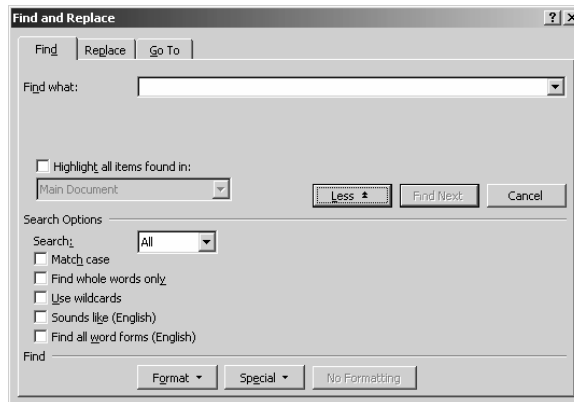 Find and Replace
Find Replace Go To
Find what:
Highlight all items found in:
Main Document
Less Find Next Cancel
Search Options
Search: All
Match case
Find whole words only
Use wildcards
Sounds like (English)
Find all word forms (English)
Find
Format Special No Formatting